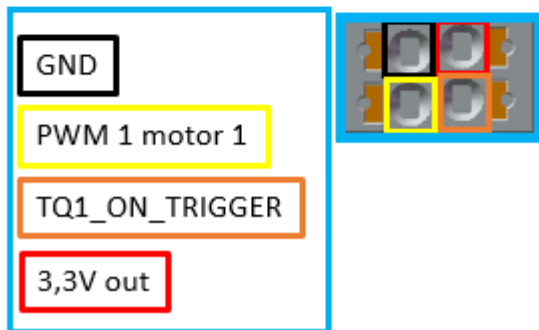 GND
PWM 1 motor 1
TQ1_ON_TRIGGER
3,3V out